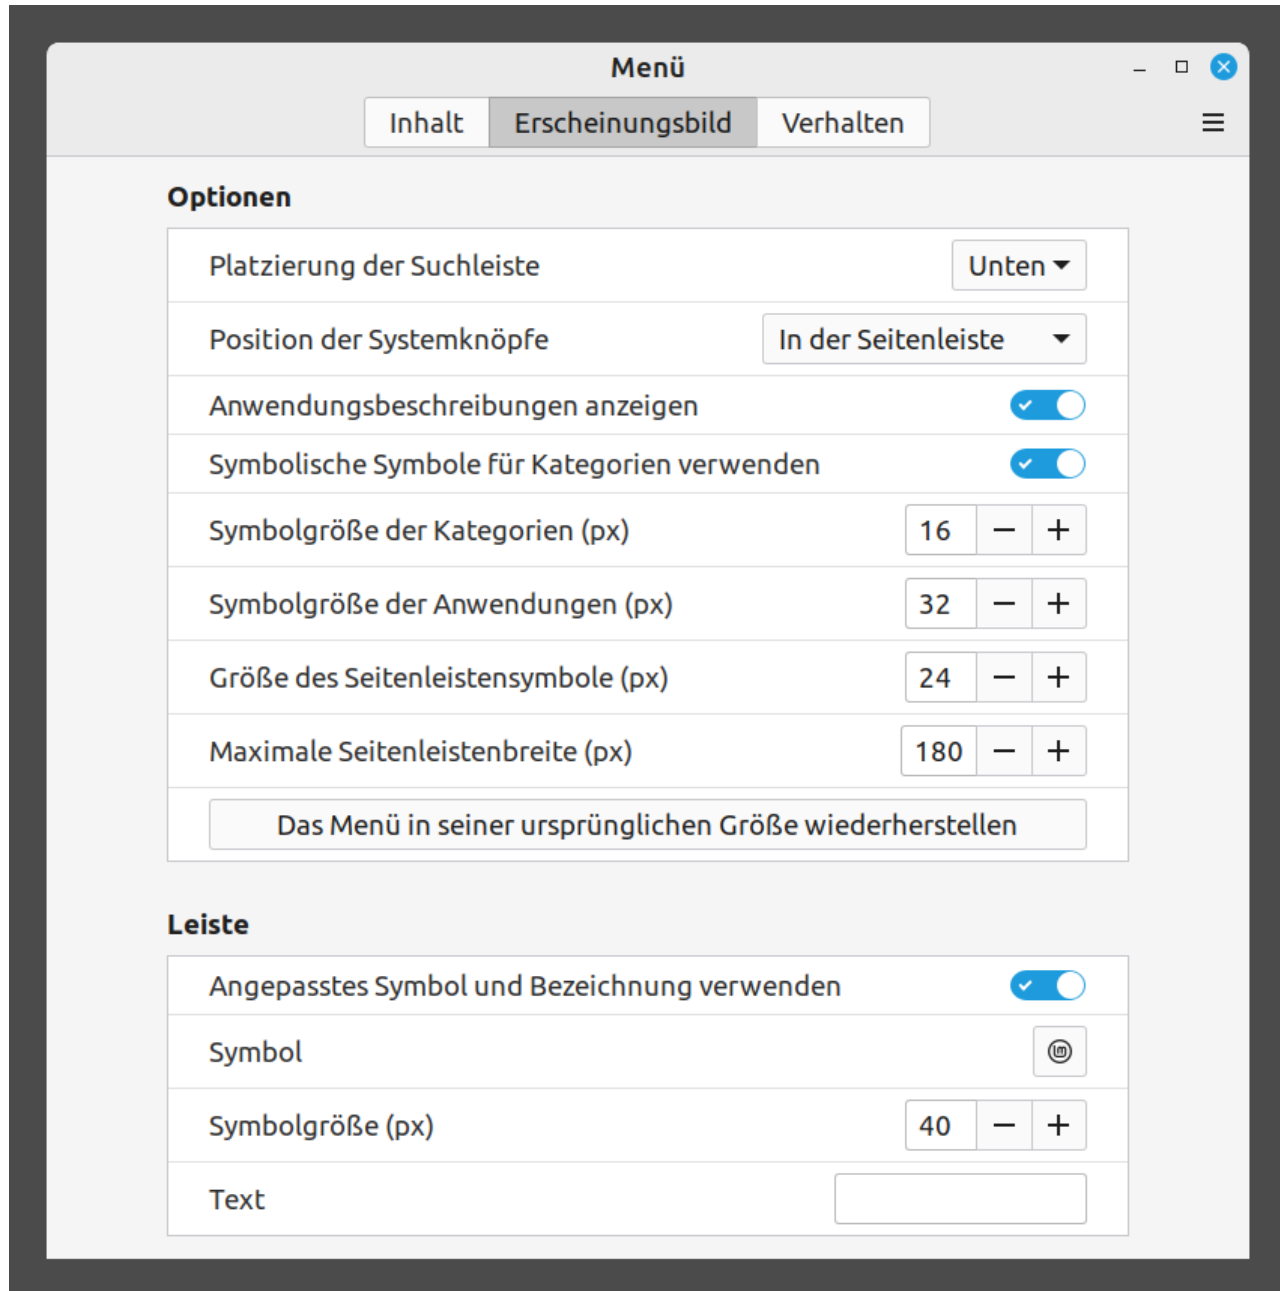 Menü
Inhalt Erscheinungsbild Verhalten
Optionen
Platzierung der Suchleiste Unten
Position der Systemknöpfe In der Seitenleiste
Anwendungsbeschreibungen anzeigen
Symbolische Symbole für Kategorien verwenden
Symbolgröße der Kategorien (px) 16 − +
Symbolgröße der Anwendungen (px) 32 − +
Größe des Seitenleistensymbole (px) 24 − +
Maximale Seitenleistenbreite (px) 180 − +
Das Menü in seiner ursprünglichen Größe wiederherstellen
Leiste
Angepasstes Symbol und Bezeichnung verwenden
Symbol
Symbolgröße (px) 40 − +
Text